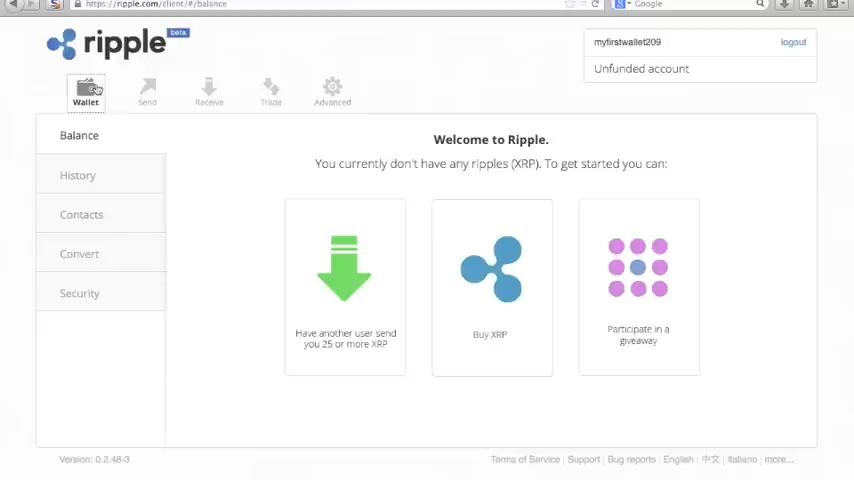 https://ripple.com/client/#/balance
Google
ripple
beta
myfirstwallet209
logout
Unfunded account
Wallet
Send
Receive
Trade
Advanced
Balance
History
Contacts
Convert
Security
Welcome to Ripple.
You currently don't have any ripples (XRP). To get started you can:
Have another user send
you 25 or more XRP
Buy XRP
Participate in a
giveaway
Version: 0.2.48-3
Terms of Service | Support | Bug reports | English | 中文 | Italiano | more...